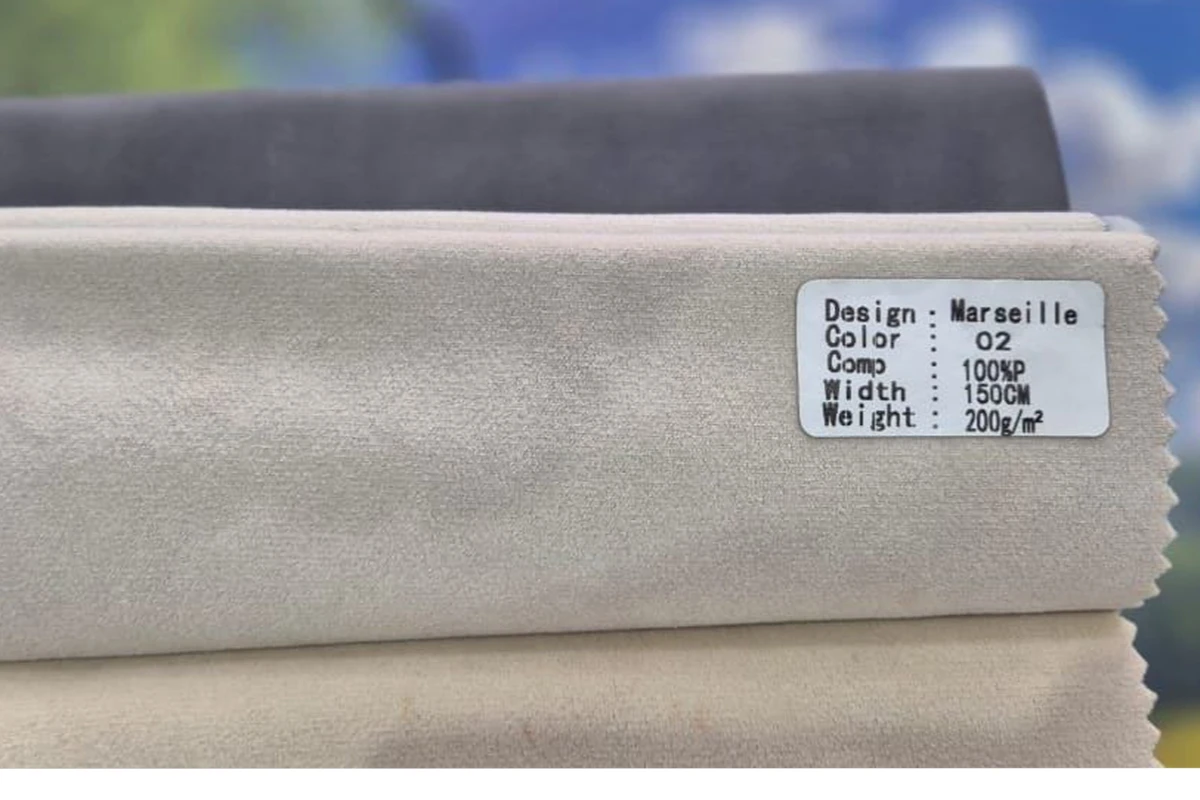 Design : Marseille
Color : 02
Comp : 100%P
Width : 150CM
Weight : 200g/m²